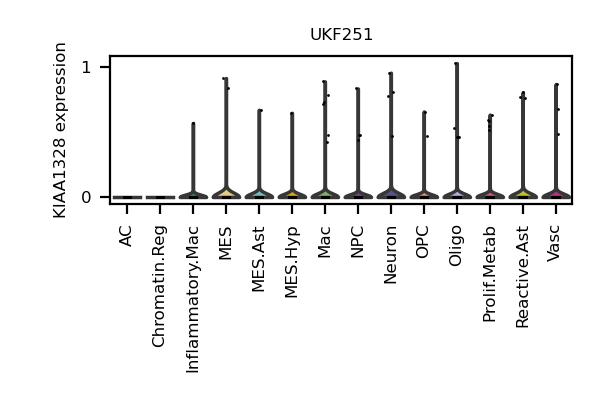 UKF251
KIAA1328 expression
1
0
AC
Chromatin.Reg
Inflammatory.Mac
MES
MES.Ast
MES.Hyp
Mac
NPC
Neuron
OPC
Oligo
Prolif.Metab
Reactive.Ast
Vasc